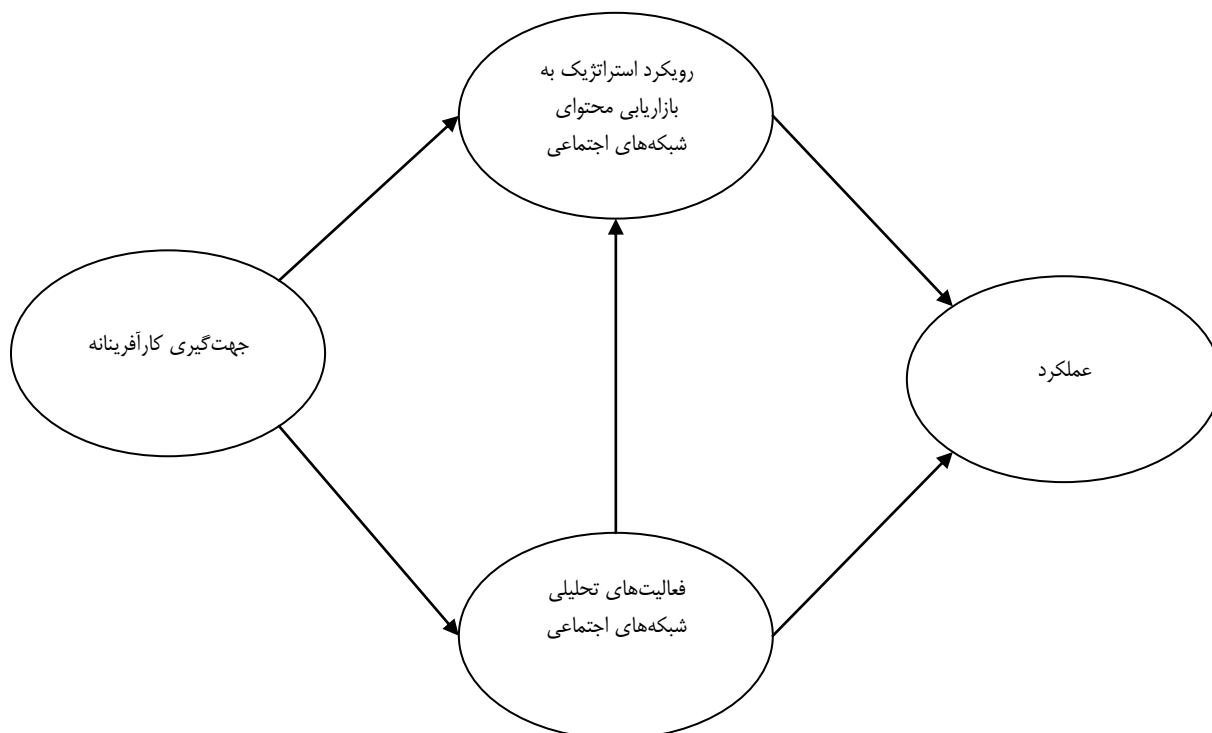 رویکرد استراتژیک به
بازاریابی محتوای
شبکه‌های اجتماعی
جهت‌گیری کارآفرینانه
عملکرد
فعالیت‌های تحلیلی
شبکه‌های اجتماعی